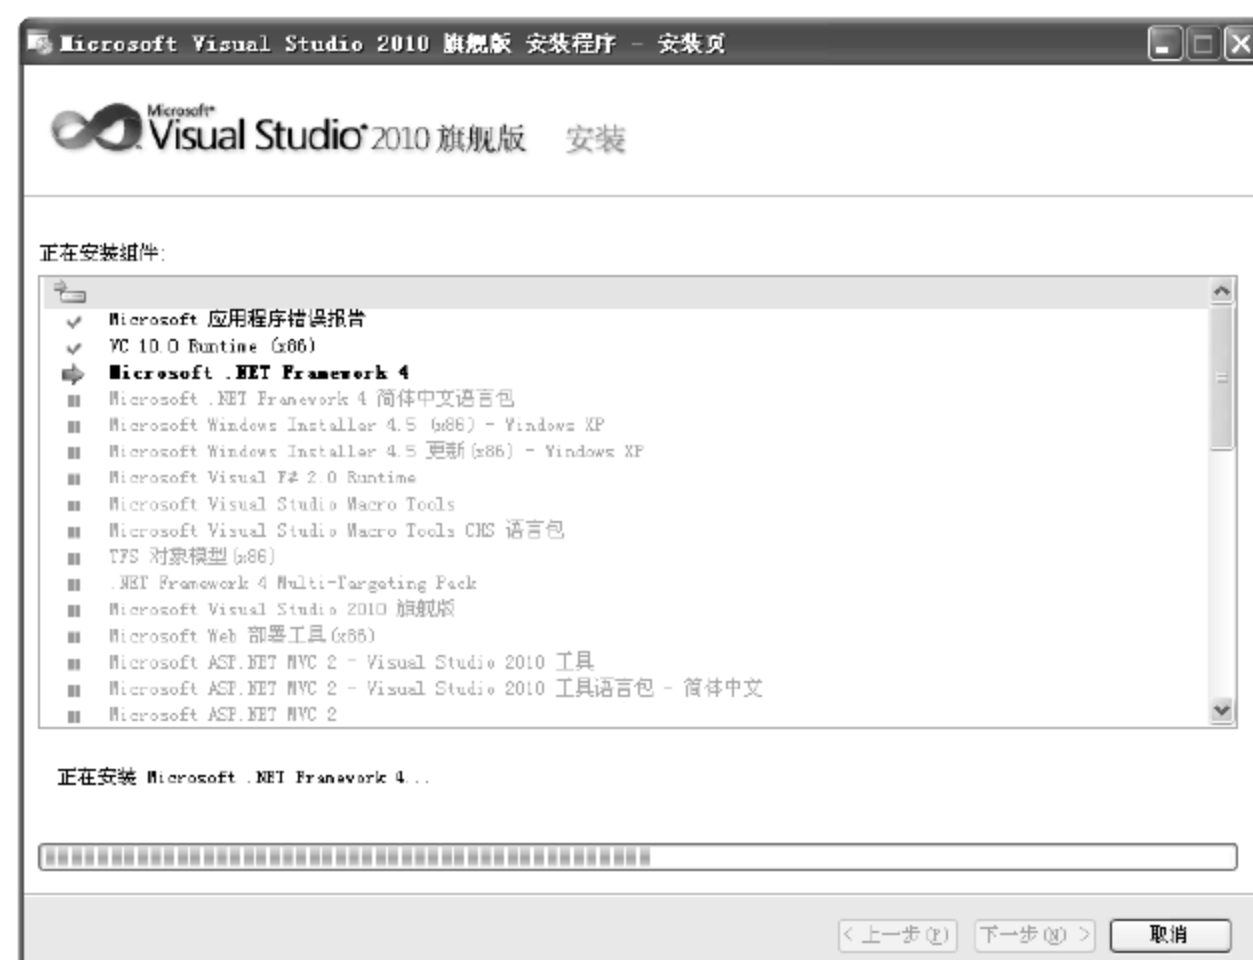 Microsoft Visual Studio 2010 旗舰版 安装程序 - 安装页
Microsoft
Visual Studio 2010 旗舰版 安装
正在安装组件:
Microsoft 应用程序错误报告
VC 10.0 Runtime (x86)
Microsoft .NET Framework 4
Microsoft .NET Framework 4 简体中文语言包
Microsoft Windows Installer 4.5 (x86) - Windows XP
Microsoft Windows Installer 4.5 更新(x86) - Windows XP
Microsoft Visual F# 2.0 Runtime
Microsoft Visual Studio Macro Tools
Microsoft Visual Studio Macro Tools CHS 语言包
TFS 对象模型(x86)
.NET Framework 4 Multi-Targeting Pack
Microsoft Visual Studio 2010 旗舰版
Microsoft Web 部署工具(x86)
Microsoft ASP.NET MVC 2 - Visual Studio 2010 工具
Microsoft ASP.NET MVC 2 - Visual Studio 2010 工具语言包 - 简体中文
Microsoft ASP.NET MVC 2
正在安装 Microsoft .NET Framework 4...
< 上一步(P) 下一步(N) > 取消